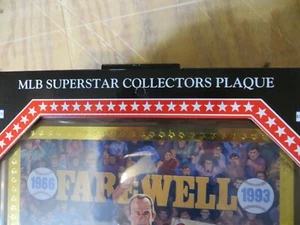 MLB SUPERSTAR COLLECTORS PLAQUE
1966 FAREWELL 1993